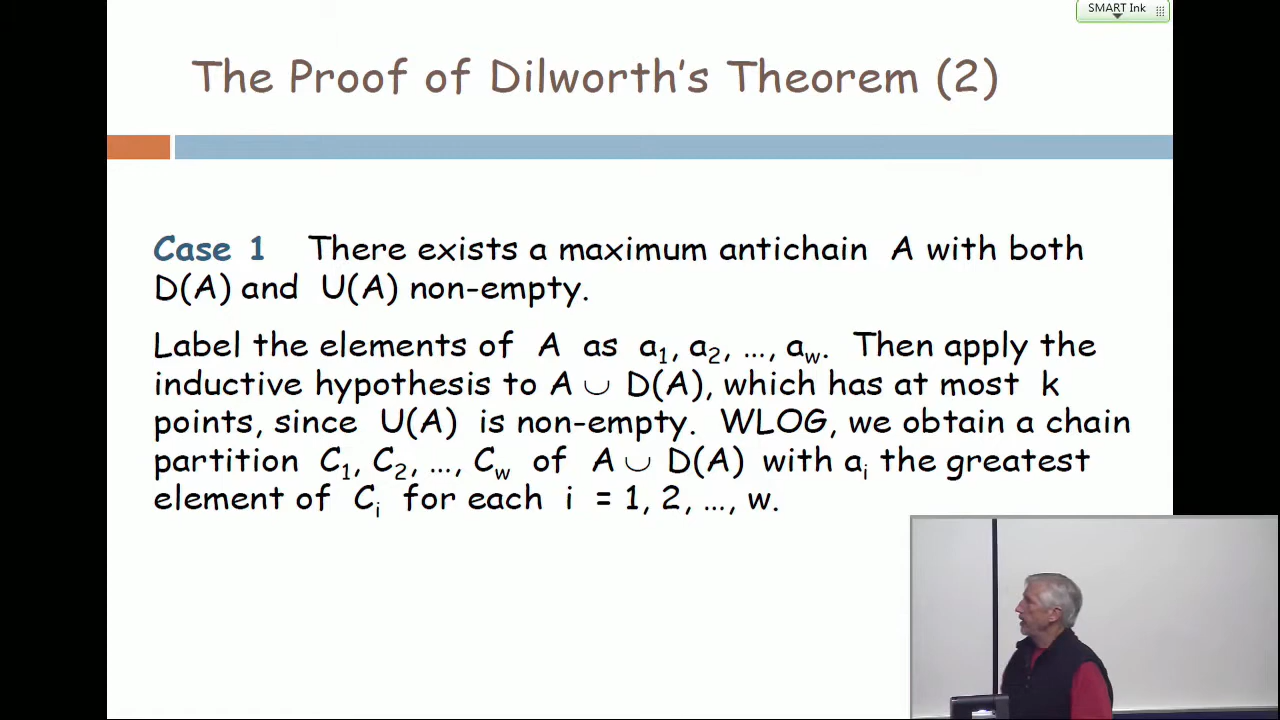 SMART Ink
The Proof of Dilworth's Theorem (2)
Case 1 There exists a maximum antichain A with both
D(A) and U(A) non-empty.
Label the elements of A as a₁, a₂, ..., a_w. Then apply the
inductive hypothesis to A ∪ D(A), which has at most k
points, since U(A) is non-empty. WLOG, we obtain a chain
partition C₁, C₂, ..., C_w of A ∪ D(A) with aᵢ the greatest
element of Cᵢ for each i = 1, 2, ..., w.